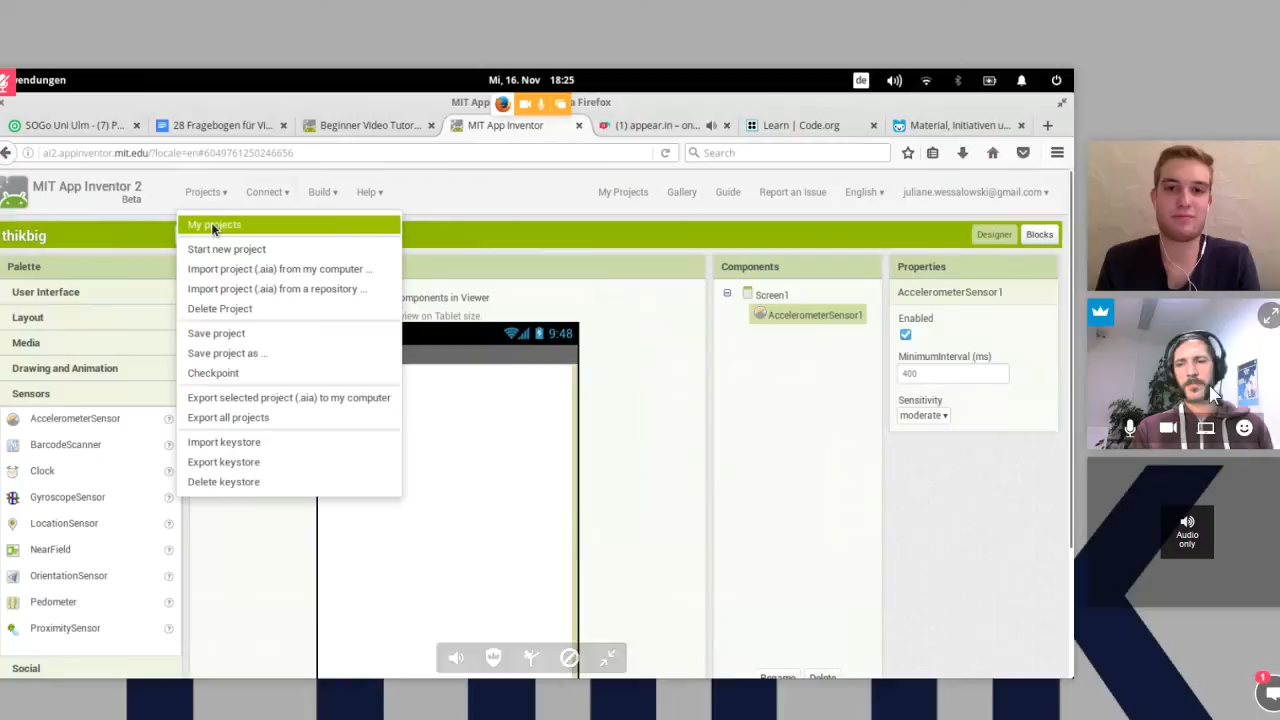 wendungen
Mi, 16. Nov 18:25
de
MIT App a Firefox
SOGo Uni Ulm - (7) P...
28 Fragebogen für Vi...
Beginner Video Tutor...
MIT App Inventor
(1) appear.in – on...
Learn | Code.org
Material, Initiativen u...
ai2.appinventor.mit.edu/?locale=en#6049761250246656
Search
MIT App Inventor 2
Beta
Projects
Connect
Build
Help
My Projects
Gallery
Guide
Report an Issue
English
juliane.wessalowski@gmail.com
thikbig
Designer
Blocks
My projects
Start new project
Import project (.aia) from my computer ...
Import project (.aia) from a repository ...
Delete Project
Save project
Save project as ...
Checkpoint
Export selected project (.aia) to my computer
Export all projects
Import keystore
Export keystore
Delete keystore
Palette
User Interface
Layout
Media
Drawing and Animation
Sensors
AccelerometerSensor
BarcodeScanner
Clock
GyroscopeSensor
LocationSensor
NearField
OrientationSensor
Pedometer
ProximitySensor
Social
omponents in Viewer
view on Tablet size.
9:48
Components
Screen1
AccelerometerSensor1
Rename
Delete
Properties
AccelerometerSensor1
Enabled
MinimumInterval (ms)
400
Sensitivity
moderate
Audio
only
1